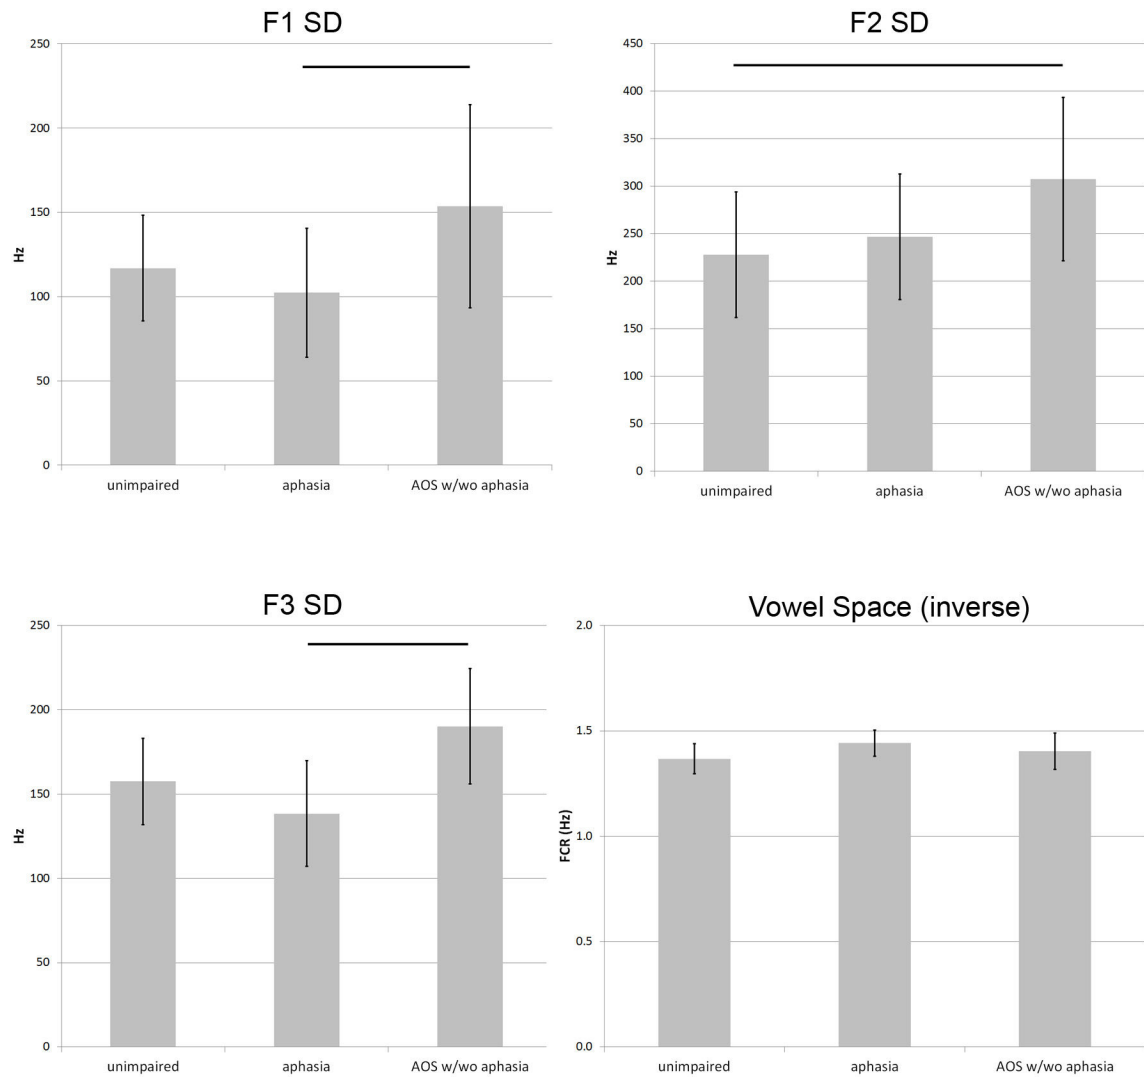 F1 SD
250
200
150
100
50
0
Hz
unimpaired aphasia AOS w/wo aphasia
F2 SD
450
400
350
300
250
200
150
100
50
0
Hz
unimpaired aphasia AOS w/wo aphasia
F3 SD
250
200
150
100
50
0
Hz
unimpaired aphasia AOS w/wo aphasia
Vowel Space (inverse)
2.0
1.5
1.0
0.5
0.0
FCR (Hz)
unimpaired aphasia AOS w/wo aphasia